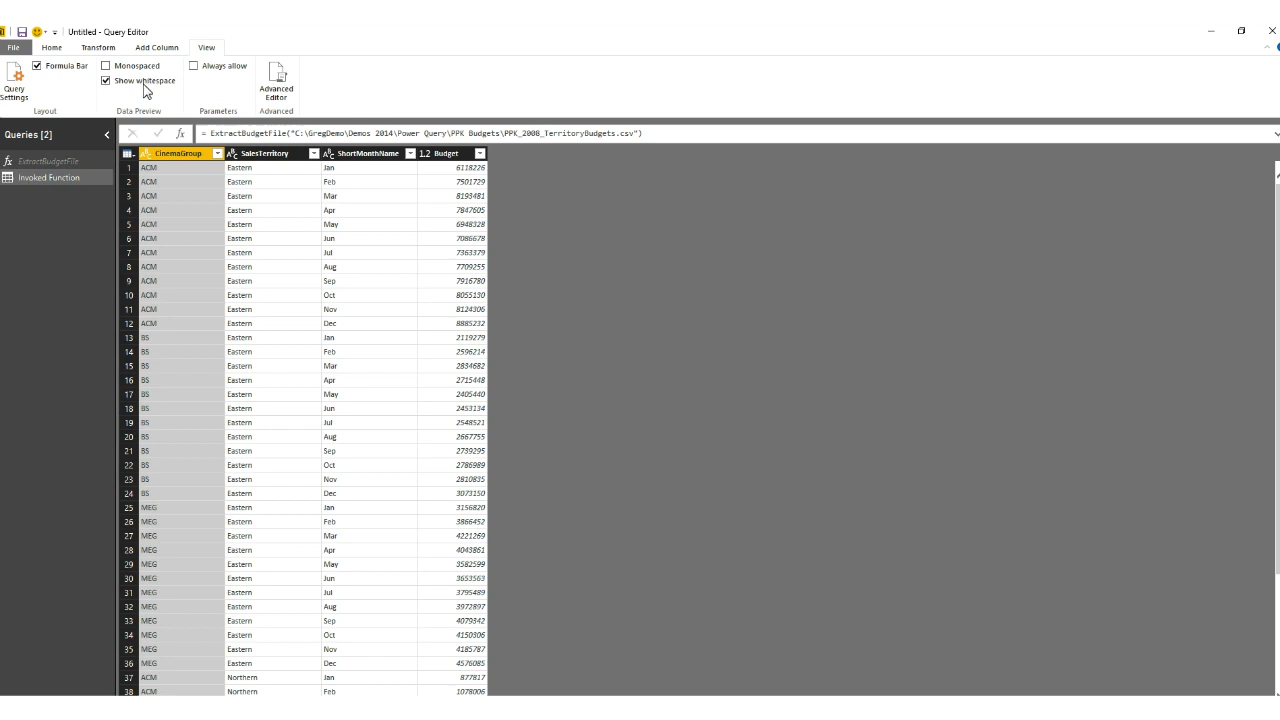 Untitled - Query Editor
File Home Transform Add Column View
Formula Bar Monospaced Always allow
Show whitespace
Query Settings
Advanced Editor
Layout Data Preview Parameters Advanced
Queries [2]
= ExtractBudgetFile("C:\GregDemo\Demos 2014\Power Query\PPK Budgets\PPK_2008_TerritoryBudgets.csv")
fx ExtractBudgetFile
Invoked Function
CinemaGroup SalesTerritory ShortMonthName 1.2 Budget
1 ACM Eastern Jan 6118226
2 ACM Eastern Feb 7501729
3 ACM Eastern Mar 8193481
4 ACM Eastern Apr 7847605
5 ACM Eastern May 6948328
6 ACM Eastern Jun 7086678
7 ACM Eastern Jul 7363379
8 ACM Eastern Aug 7709255
9 ACM Eastern Sep 7916780
10 ACM Eastern Oct 8055130
11 ACM Eastern Nov 8124306
12 ACM Eastern Dec 8885232
13 BS Eastern Jan 2119279
14 BS Eastern Feb 2596214
15 BS Eastern Mar 2834682
16 BS Eastern Apr 2715448
17 BS Eastern May 2405440
18 BS Eastern Jun 2453134
19 BS Eastern Jul 2548521
20 BS Eastern Aug 2667755
21 BS Eastern Sep 2739295
22 BS Eastern Oct 2786989
23 BS Eastern Nov 2810835
24 BS Eastern Dec 3073150
25 MEG Eastern Jan 3156820
26 MEG Eastern Feb 3866452
27 MEG Eastern Mar 4221269
28 MEG Eastern Apr 4043861
29 MEG Eastern May 3582599
30 MEG Eastern Jun 3653563
31 MEG Eastern Jul 3795489
32 MEG Eastern Aug 3972897
33 MEG Eastern Sep 4079342
34 MEG Eastern Oct 4150306
35 MEG Eastern Nov 4185787
36 MEG Eastern Dec 4576085
37 ACM Northern Jan 877817
38 ACM Northern Feb 1078006